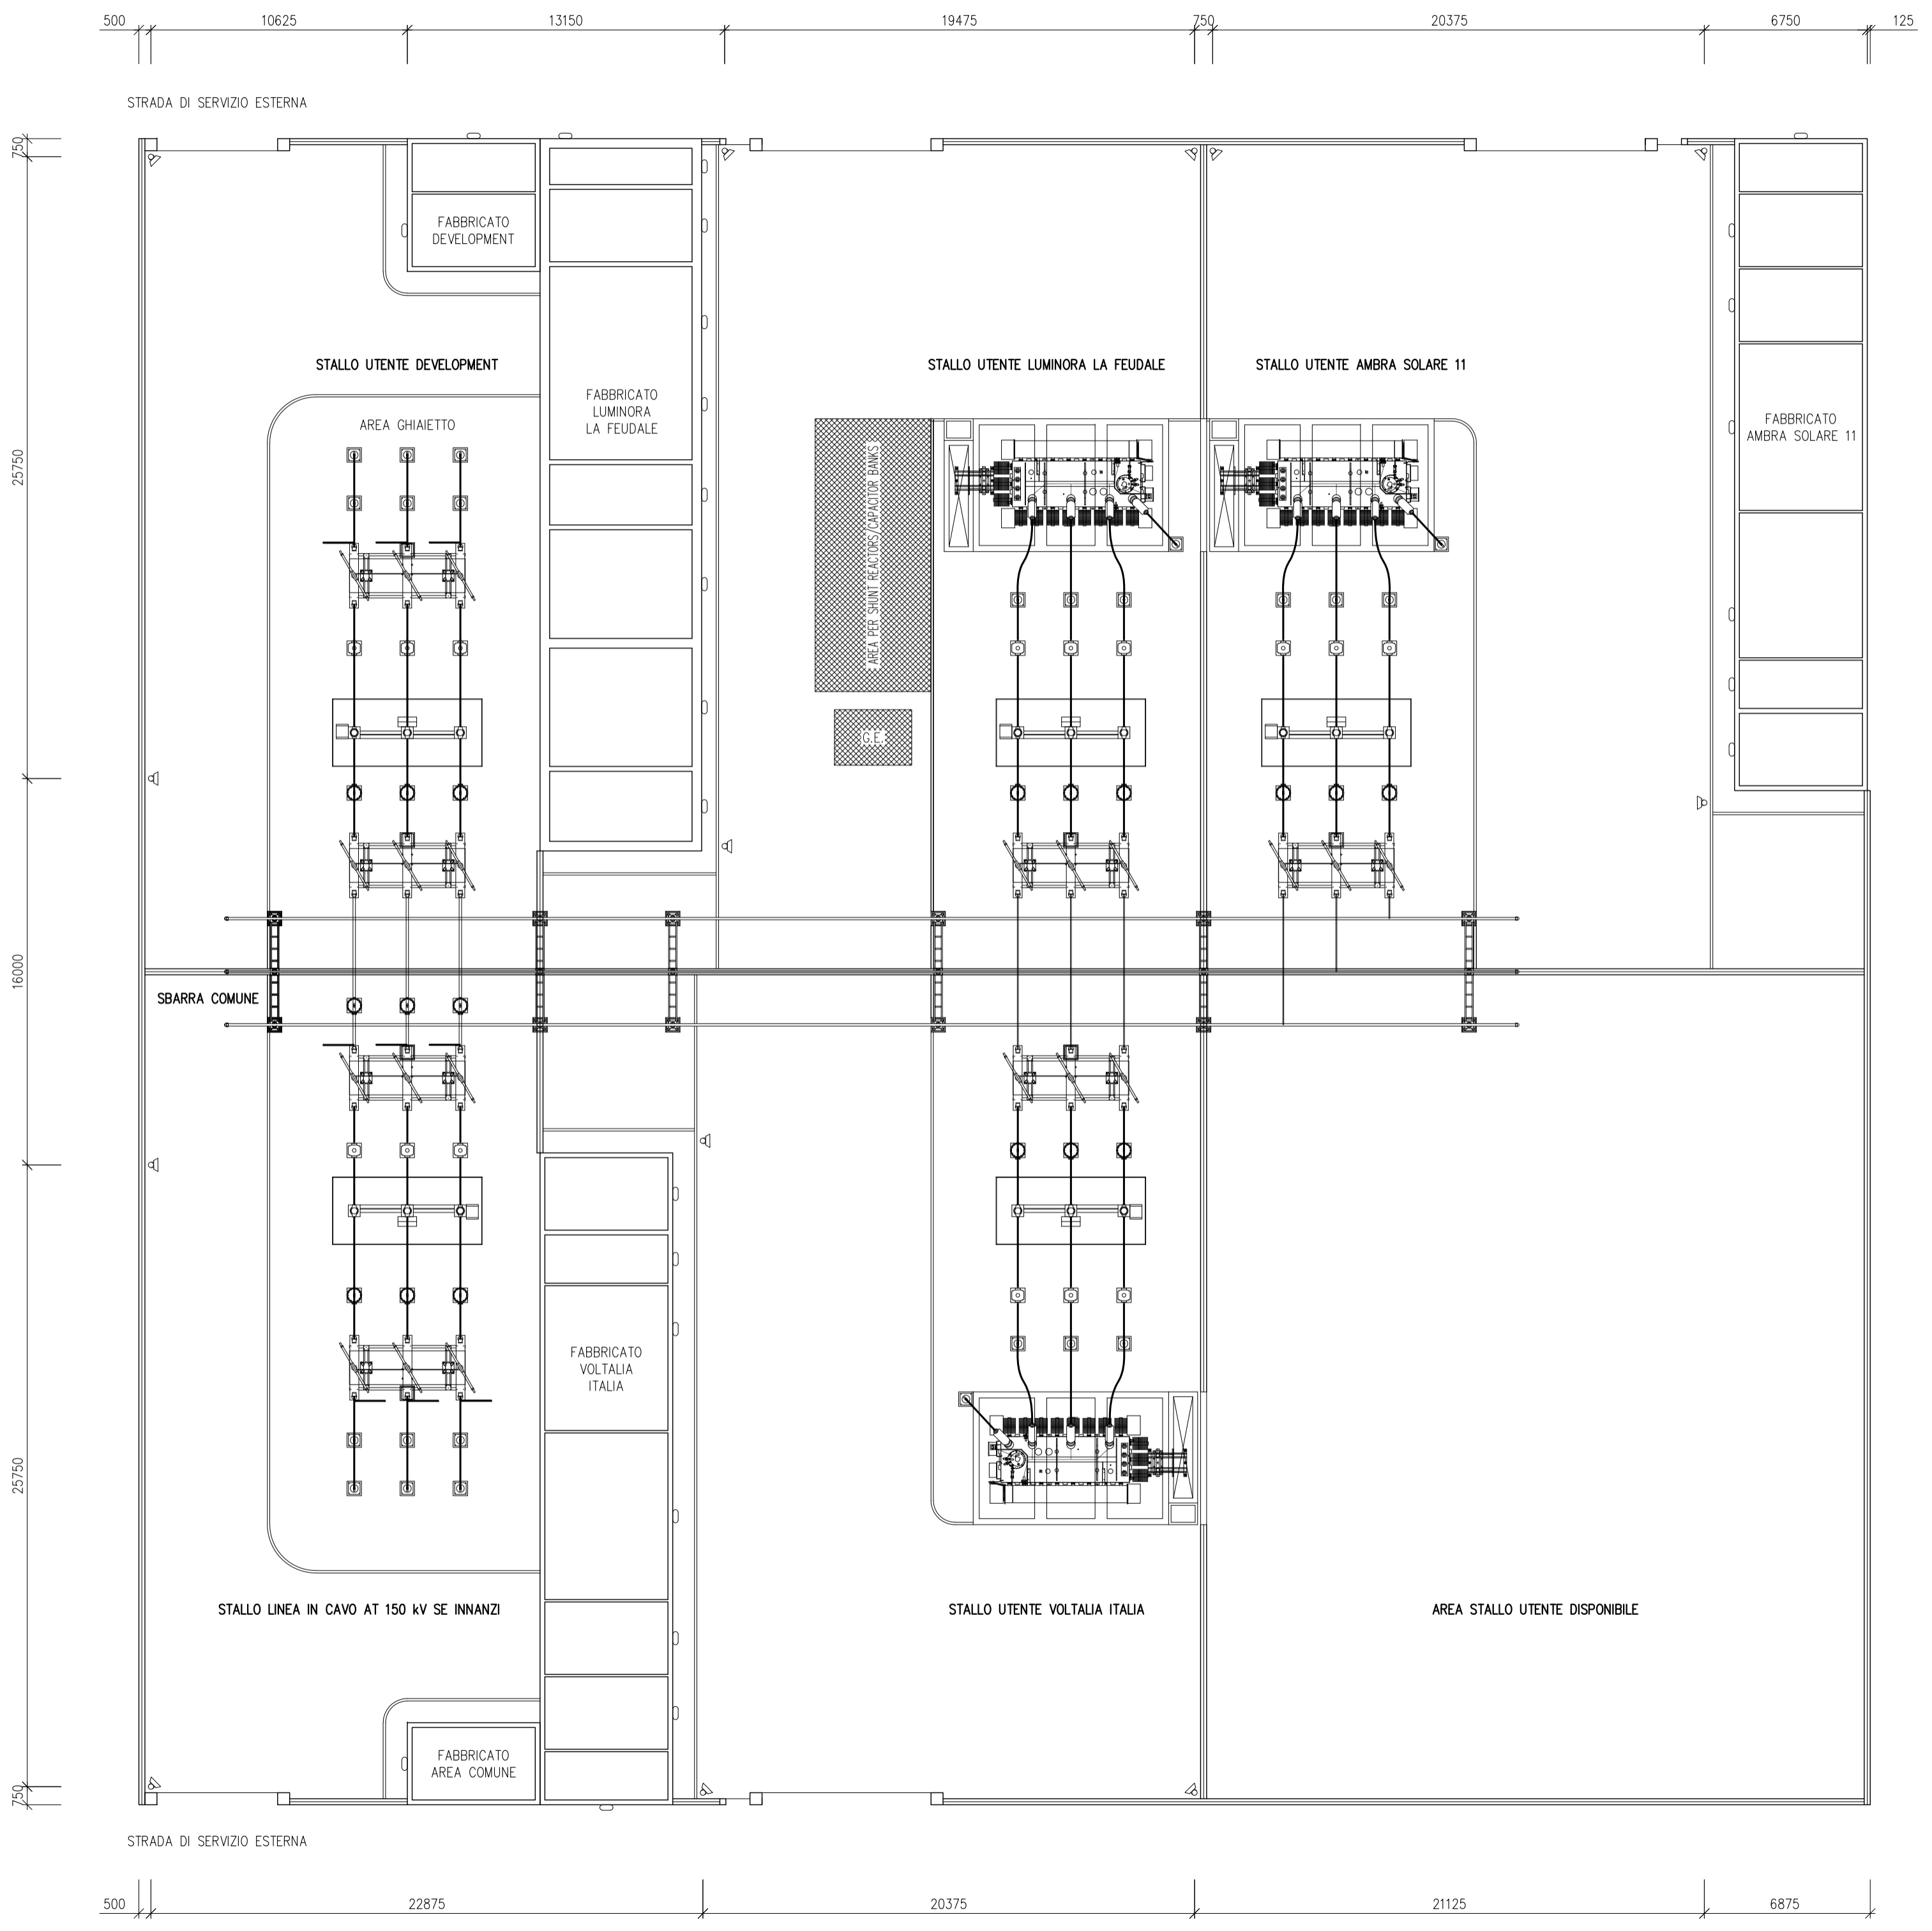 500 10625 13150 19475 750 20375 6750 125
STRADA DI SERVIZIO ESTERNA
750
FABBRICATO
DEVELOPMENT
STALLO UTENTE DEVELOPMENT
STALLO UTENTE LUMINORA LA FEUDALE
STALLO UTENTE AMBRA SOLARE 11
FABBRICATO
LUMINORA
LA FEUDALE
AREA GHIAIETTO
FABBRICATO
AMBRA SOLARE 11
25750
AREA PER SHUNT REACTORS/CAPACITOR BANKS
G.E.
16000
SBARRA COMUNE
FABBRICATO
VOLTALIA
ITALIA
25750
STALLO LINEA IN CAVO AT 150 kV SE INNANZI
STALLO UTENTE VOLTALIA ITALIA
AREA STALLO UTENTE DISPONIBILE
FABBRICATO
AREA COMUNE
750
STRADA DI SERVIZIO ESTERNA
500 22875 20375 21125 6875